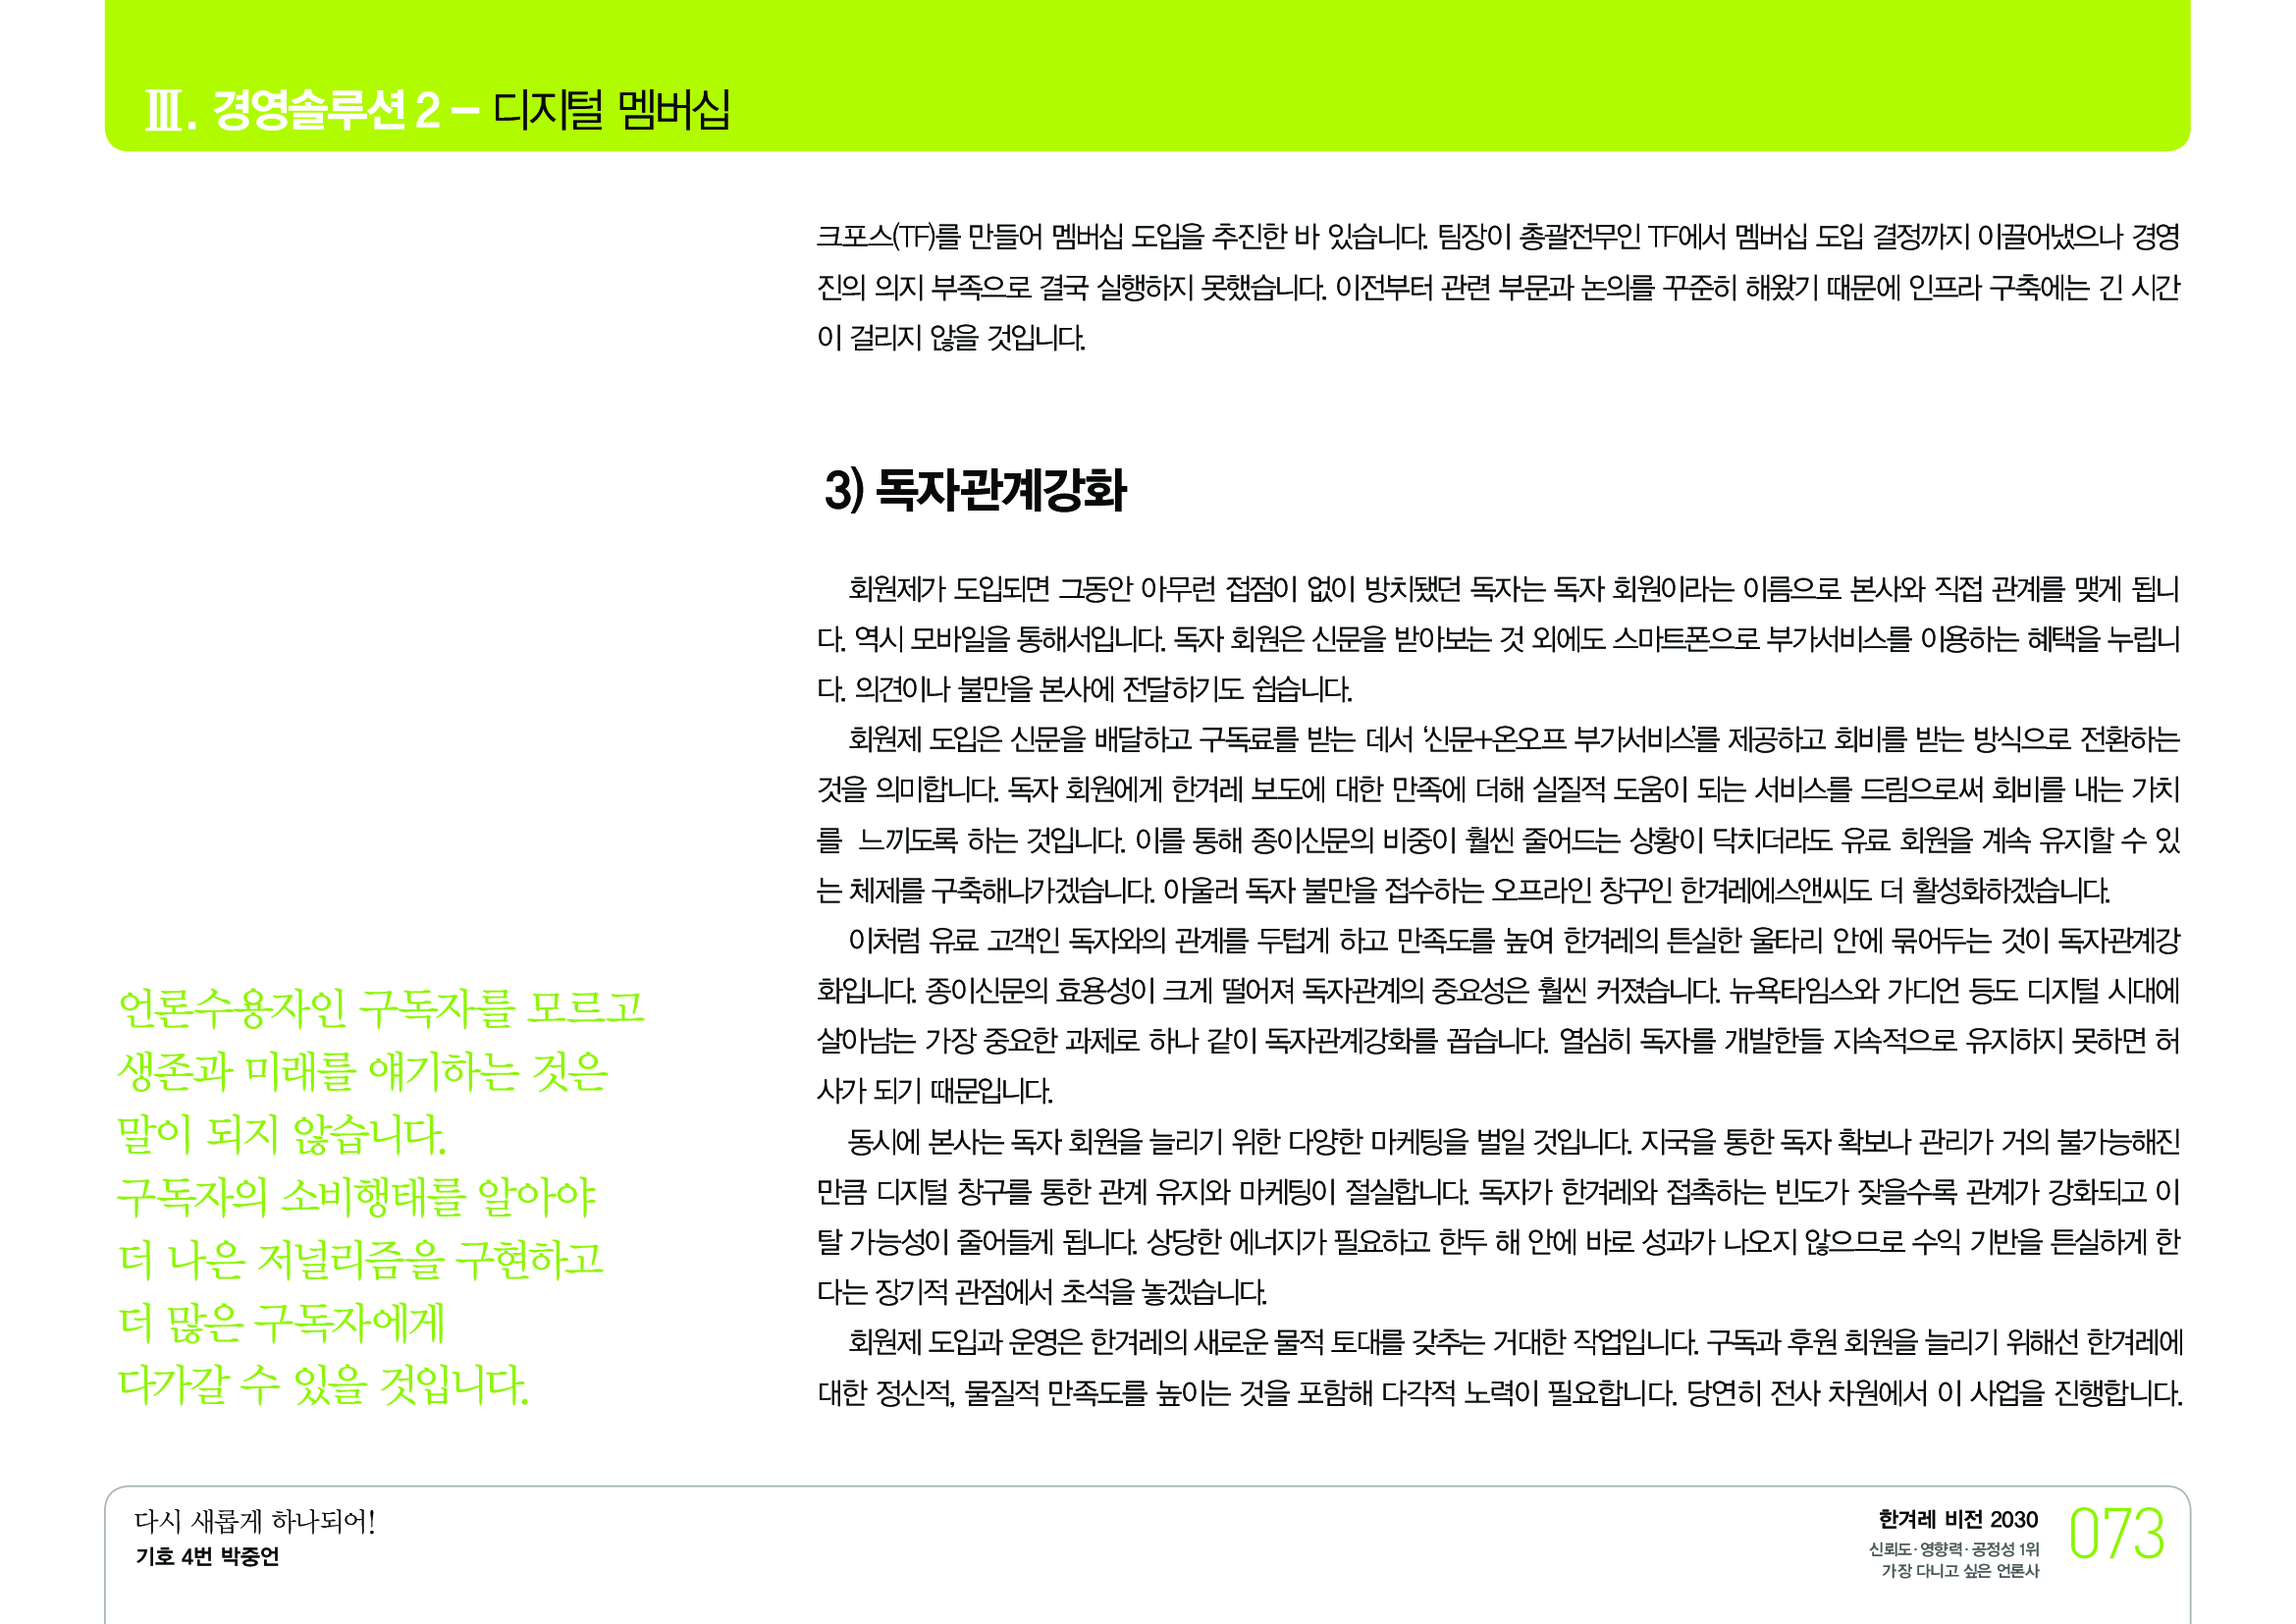 Ⅲ. 경영솔루션 2 – 디지털 멤버십
크포스(TF)를 만들어 멤버십 도입을 추진한 바 있습니다. 팀장이 총괄전무인 TF에서 멤버십 도입 결정까지 이끌어냈으나 경영
진의 의지 부족으로 결국 실행하지 못했습니다. 이전부터 관련 부문과 논의를 꾸준히 해왔기 때문에 인프라 구축에는 긴 시간
이 걸리지 않을 것입니다.
3) 독자관계강화
회원제가 도입되면 그동안 아무런 접점이 없이 방치됐던 독자는 독자 회원이라는 이름으로 본사와 직접 관계를 맺게 됩니
다. 역시 모바일을 통해서입니다. 독자 회원은 신문을 받아보는 것 외에도 스마트폰으로 부가서비스를 이용하는 혜택을 누립니
다. 의견이나 불만을 본사에 전달하기도 쉽습니다.
회원제 도입은 신문을 배달하고 구독료를 받는 데서 ‘신문+온오프 부가서비스’를 제공하고 회비를 받는 방식으로 전환하는
것을 의미합니다. 독자 회원에게 한겨레 보도에 대한 만족에 더해 실질적 도움이 되는 서비스를 드림으로써 회비를 내는 가치
를 느끼도록 하는 것입니다. 이를 통해 종이신문의 비중이 훨씬 줄어드는 상황이 닥치더라도 유료 회원을 계속 유지할 수 있
는 체제를 구축해나가겠습니다. 아울러 독자 불만을 접수하는 오프라인 창구인 한겨레에스앤씨도 더 활성화하겠습니다.
이처럼 유료 고객인 독자와의 관계를 두텁게 하고 만족도를 높여 한겨레의 튼실한 울타리 안에 묶어두는 것이 독자관계강
화입니다. 종이신문의 효용성이 크게 떨어져 독자관계의 중요성은 훨씬 커졌습니다. 뉴욕타임스와 가디언 등도 디지털 시대에
살아남는 가장 중요한 과제로 하나 같이 독자관계강화를 꼽습니다. 열심히 독자를 개발한들 지속적으로 유지하지 못하면 허
사가 되기 때문입니다.
동시에 본사는 독자 회원을 늘리기 위한 다양한 마케팅을 벌일 것입니다. 지국을 통한 독자 확보나 관리가 거의 불가능해진
만큼 디지털 창구를 통한 관계 유지와 마케팅이 절실합니다. 독자가 한겨레와 접촉하는 빈도가 잦을수록 관계가 강화되고 이
탈 가능성이 줄어들게 됩니다. 상당한 에너지가 필요하고 한두 해 안에 바로 성과가 나오지 않으므로 수익 기반을 튼실하게 한
다는 장기적 관점에서 초석을 놓겠습니다.
회원제 도입과 운영은 한겨레의 새로운 물적 토대를 갖추는 거대한 작업입니다. 구독과 후원 회원을 늘리기 위해선 한겨레에
대한 정신적, 물질적 만족도를 높이는 것을 포함해 다각적 노력이 필요합니다. 당연히 전사 차원에서 이 사업을 진행합니다.
언론수용자인 구독자를 모르고
생존과 미래를 얘기하는 것은
말이 되지 않습니다.
구독자의 소비행태를 알아야
더 나은 저널리즘을 구현하고
더 많은 구독자에게
다가갈 수 있을 것입니다.
다시 새롭게 하나되어!
기호 4번 박중언
한겨레 비전 2030
신뢰도·영향력·공정성 1위
가장 다니고 싶은 언론사
073